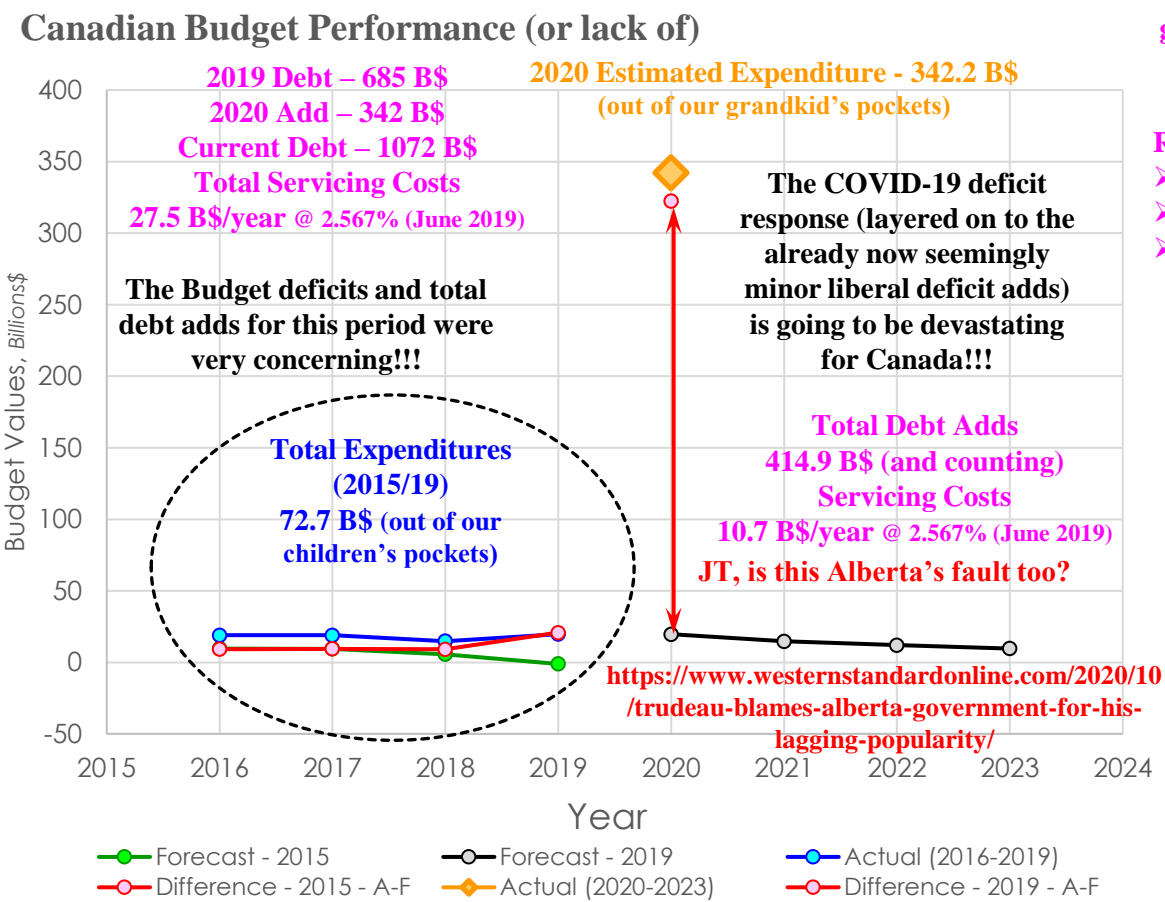 Canadian Budget Performance (or lack of)
g
2019 Debt – 685 B$
2020 Add – 342 B$
Current Debt – 1072 B$
Total Servicing Costs
27.5 B$/year @ 2.567% (June 2019)
2020 Estimated Expenditure - 342.2 B$
(out of our grandkid's pockets)
R
The COVID-19 deficit
response (layered on to the
already now seemingly
minor liberal deficit adds)
is going to be devastating
for Canada!!!
The Budget deficits and total
debt adds for this period were
very concerning!!!
Total Expenditures
(2015/19)
72.7 B$ (out of our
children's pockets)
Total Debt Adds
414.9 B$ (and counting)
Servicing Costs
10.7 B$/year @ 2.567% (June 2019)
JT, is this Alberta's fault too?
https://www.westernstandardonline.com/2020/10
/trudeau-blames-alberta-government-for-his-
lagging-popularity/
Budget Values, Billions$
400
350
300
250
200
150
100
50
0
-50
2015 2016 2017 2018 2019 2020 2021 2022 2023 2024
Year
Forecast - 2015 Forecast - 2019 Actual (2016-2019)
Difference - 2015 - A-F Actual (2020-2023) Difference - 2019 - A-F